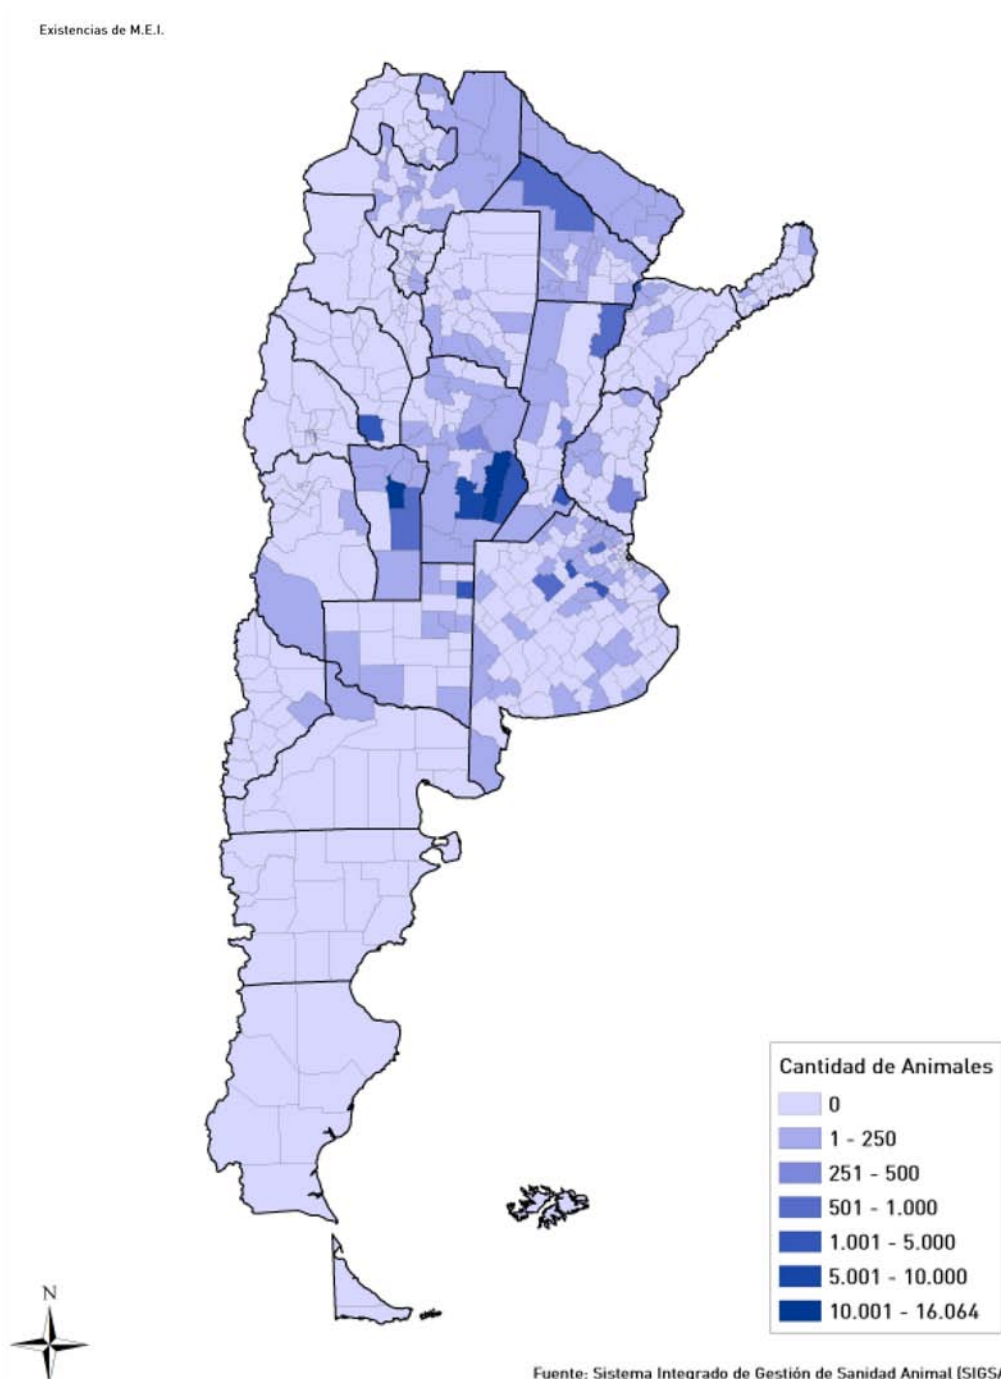 Existencias de M.E.I.
Cantidad de Animales
0
1 - 250
251 - 500
501 - 1.000
1.001 - 5.000
5.001 - 10.000
10.001 - 16.064
N
Fuente: Sistema Integrado de Gestión de Sanidad Animal (SIGSA